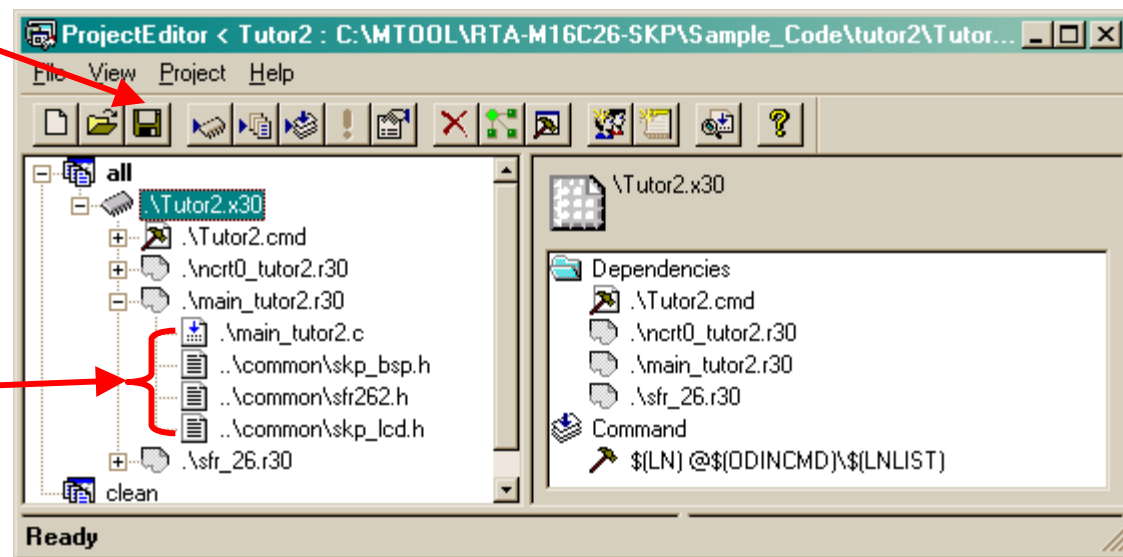 ProjectEditor < Tutor2 : C:\MTOOL\RTA-M16C26-SKP\Sample_Code\tutor2\Tutor...
File View Project Help
all
.\Tutor2.x30
.\Tutor2.cmd
.\ncrt0_tutor2.r30
.\main_tutor2.r30
.\main_tutor2.c
..\common\skp_bsp.h
..\common\sfr262.h
..\common\skp_lcd.h
.\sfr_26.r30
clean
.\Tutor2.x30
Dependencies
.\Tutor2.cmd
.\ncrt0_tutor2.r30
.\main_tutor2.r30
.\sfr_26.r30
Command
$(LN) @$(ODINCMD)\$(LNLIST)
Ready